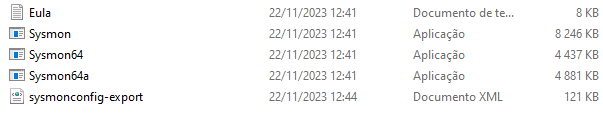 Eula 22/11/2023 12:41 Documento de te... 8 KB
Sysmon 22/11/2023 12:41 Aplicação 8 246 KB
Sysmon64 22/11/2023 12:41 Aplicação 4 437 KB
Sysmon64a 22/11/2023 12:41 Aplicação 4 881 KB
sysmonconfig-export 22/11/2023 12:44 Documento XML 121 KB